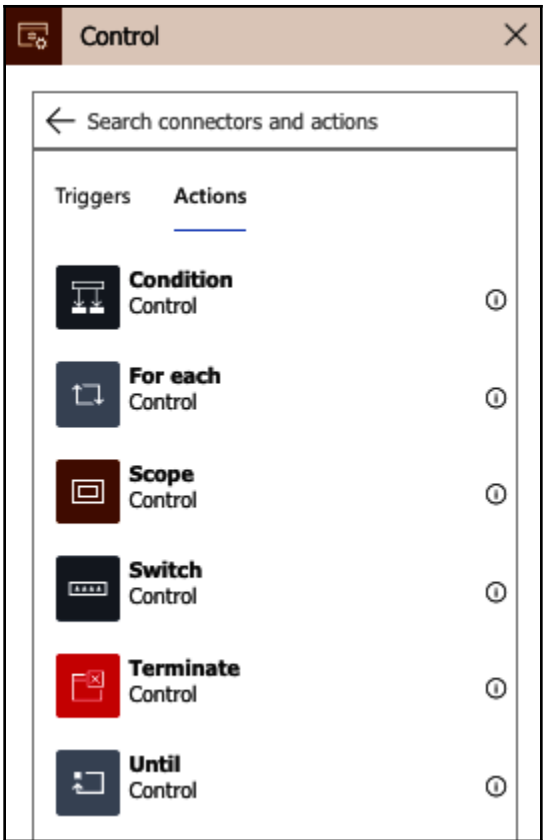 Control
Search connectors and actions
Triggers Actions
Condition
Control
For each
Control
Scope
Control
Switch
Control
Terminate
Control
Until
Control